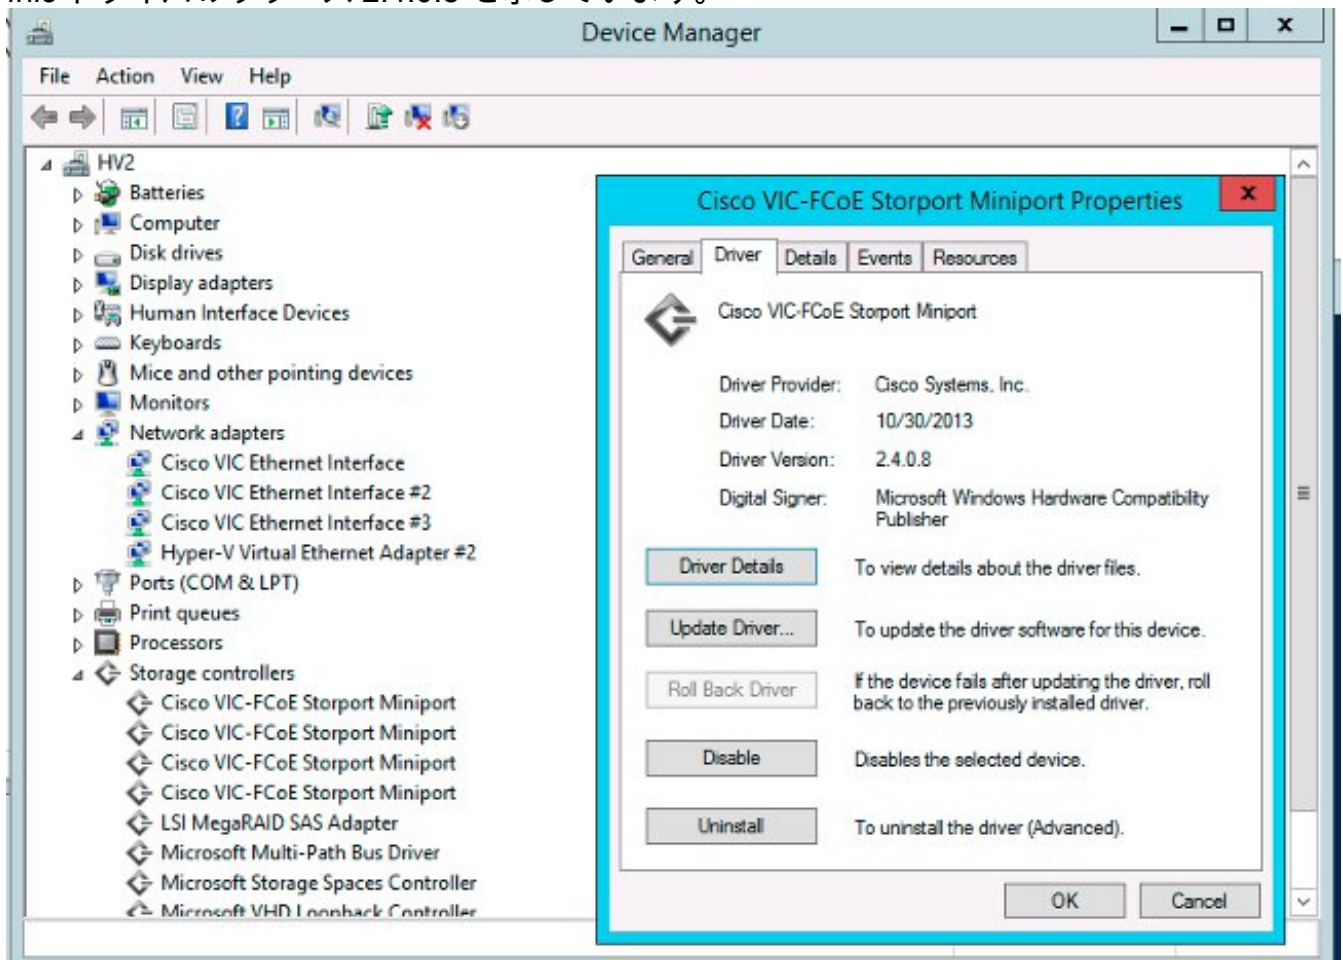 Device Manager
File Action View Help
HV2
Batteries
Computer
Disk drives
Display adapters
Human Interface Devices
Keyboards
Mice and other pointing devices
Monitors
Network adapters
Cisco VIC Ethernet Interface
Cisco VIC Ethernet Interface #2
Cisco VIC Ethernet Interface #3
Hyper-V Virtual Ethernet Adapter #2
Ports (COM & LPT)
Print queues
Processors
Storage controllers
Cisco VIC-FCoE Storport Miniport
Cisco VIC-FCoE Storport Miniport
Cisco VIC-FCoE Storport Miniport
Cisco VIC-FCoE Storport Miniport
LSI MegaRAID SAS Adapter
Microsoft Multi-Path Bus Driver
Microsoft Storage Spaces Controller
Microsoft VHD Loopback Controller
Cisco VIC-FCoE Storport Miniport Properties
General Driver Details Events Resources
Cisco VIC-FCoE Storport Miniport
Driver Provider: Cisco Systems, Inc.
Driver Date: 10/30/2013
Driver Version: 2.4.0.8
Digital Signer: Microsoft Windows Hardware Compatibility
Publisher
Driver Details To view details about the driver files.
Update Driver... To update the driver software for this device.
Roll Back Driver If the device fails after updating the driver, roll
back to the previously installed driver.
Disable Disables the selected device.
Uninstall To uninstall the driver (Advanced).
OK Cancel